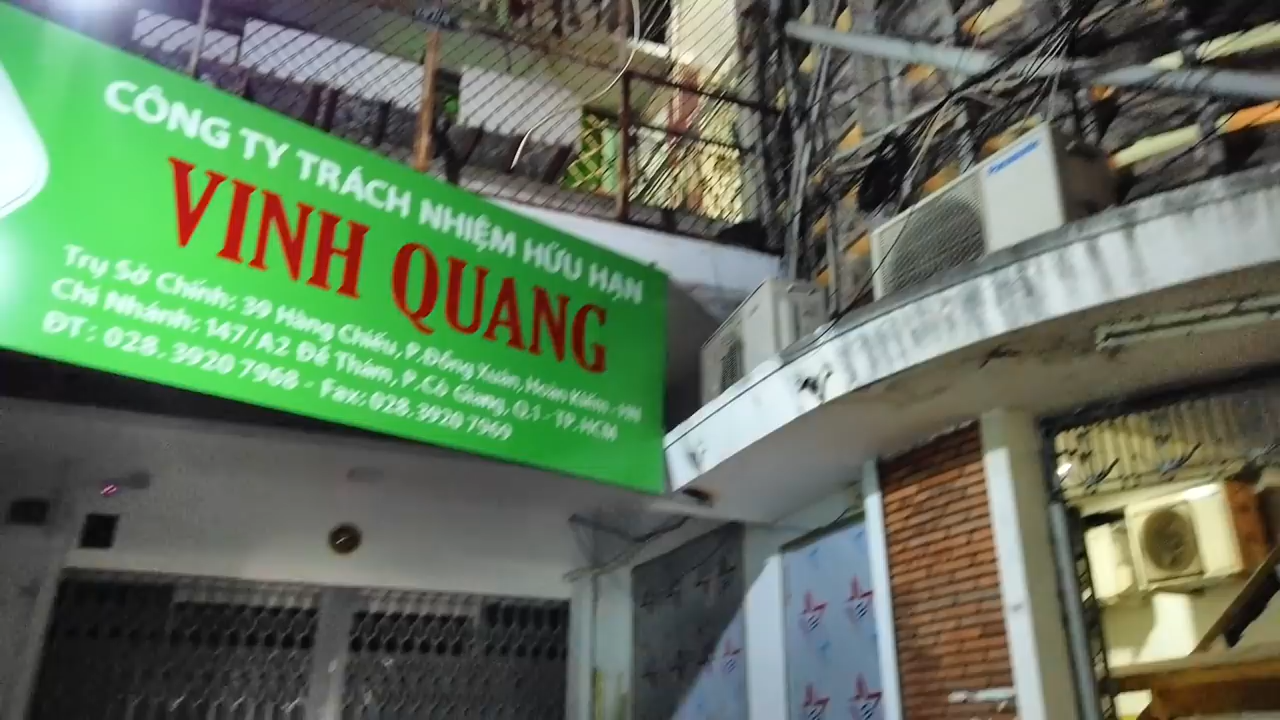 CÔNG TY TRÁCH NHIỆM HỮU HẠN
VINH QUANG
Trụ Sở Chính: 39 Hàng Chiếu, P.Đồng Xuân, Hoàn Kiếm - HN
Chi Nhánh: 147/A2 Đề Thám, P.Cô Giang, Q.1 - TP.HCM
ĐT: 028.3920 7968 - Fax: 028.3920 7969
Panasonic